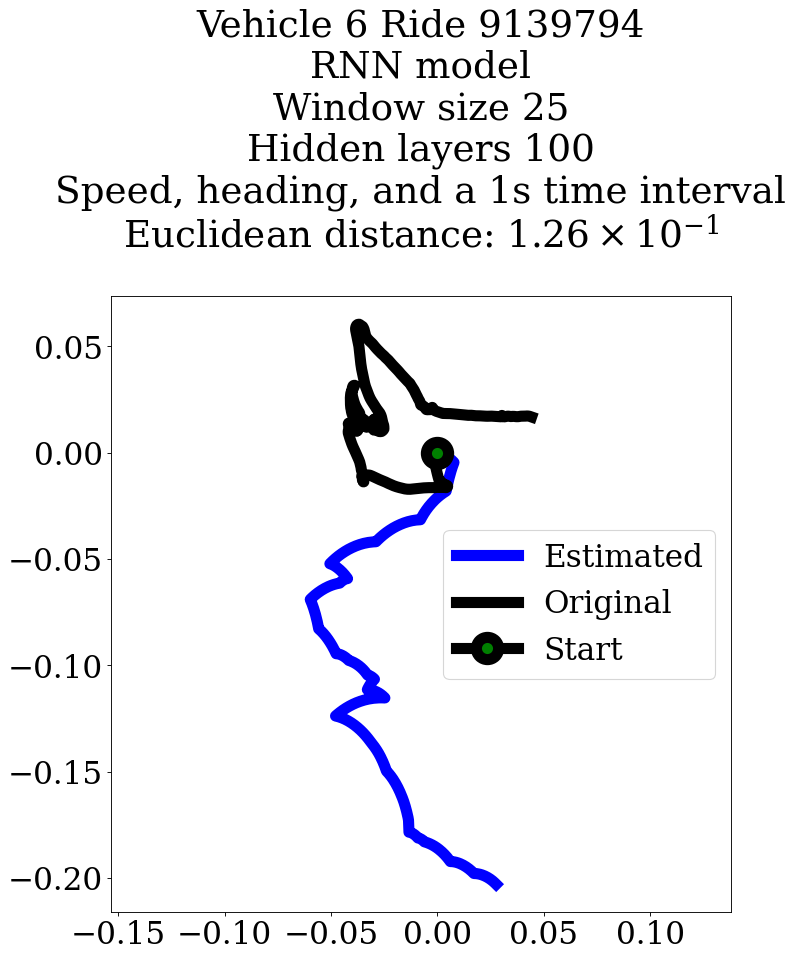 Vehicle 6 Ride 9139794
RNN model
Window size 25
Hidden layers 100
Speed, heading, and a 1s time interval
Euclidean distance: 1.26 × 10⁻¹
0.05
0.00
−0.05
−0.10
−0.15
−0.20
Estimated
Original
Start
−0.15 −0.10 −0.05 0.00 0.05 0.10